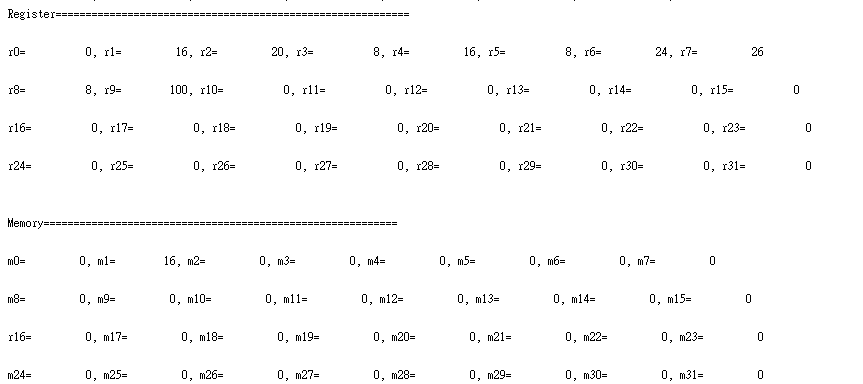 Register===========================================================
r0= 0, r1= 16, r2= 20, r3= 8, r4= 16, r5= 8, r6= 24, r7= 26
r8= 8, r9= 100, r10= 0, r11= 0, r12= 0, r13= 0, r14= 0, r15= 0
r16= 0, r17= 0, r18= 0, r19= 0, r20= 0, r21= 0, r22= 0, r23= 0
r24= 0, r25= 0, r26= 0, r27= 0, r28= 0, r29= 0, r30= 0, r31= 0
Memory===========================================================
m0= 0, m1= 16, m2= 0, m3= 0, m4= 0, m5= 0, m6= 0, m7= 0
m8= 0, m9= 0, m10= 0, m11= 0, m12= 0, m13= 0, m14= 0, m15= 0
r16= 0, m17= 0, m18= 0, m19= 0, m20= 0, m21= 0, m22= 0, m23= 0
m24= 0, m25= 0, m26= 0, m27= 0, m28= 0, m29= 0, m30= 0, m31= 0